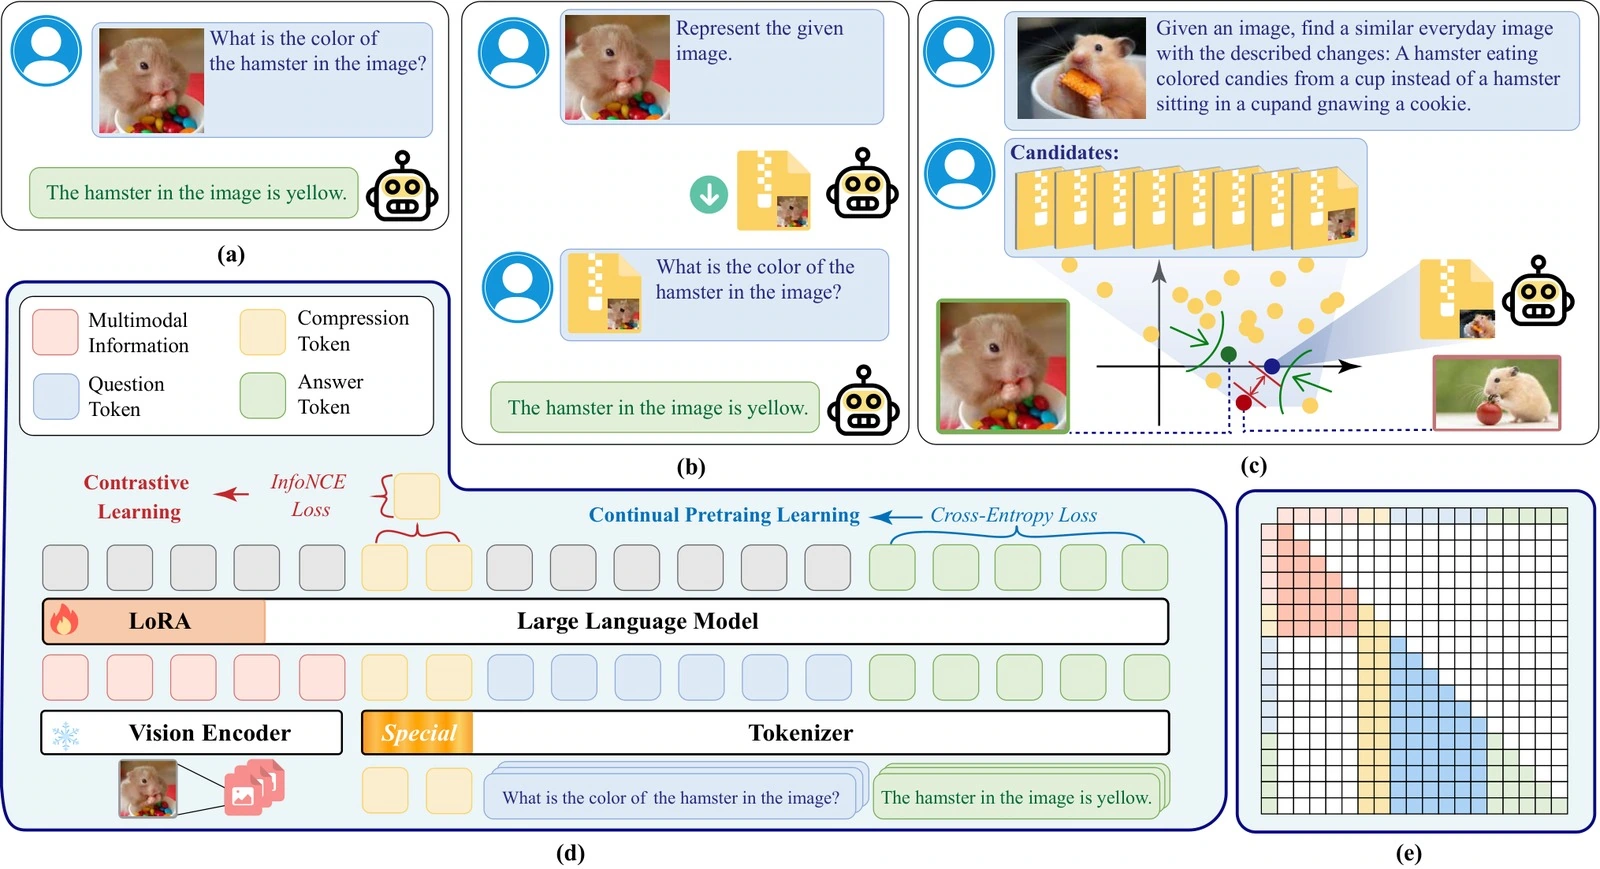 What is the color of
the hamster in the image?
The hamster in the image is yellow.
(a)
Represent the given
image.
What is the color of the
hamster in the image?
The hamster in the image is yellow.
(b)
Given an image, find a similar everyday image
with the described changes: A hamster eating
colored candies from a cup instead of a hamster
sitting in a cupand gnawing a cookie.
Candidates:
(c)
Multimodal
Information
Compression
Token
Question
Token
Answer
Token
Contrastive
Learning
InfoNCE
Loss
Continual Pretraing Learning
Cross-Entropy Loss
LoRA
Large Language Model
Vision Encoder
Special
Tokenizer
What is the color of the hamster in the image?
The hamster in the image is yellow.
(d)
(e)